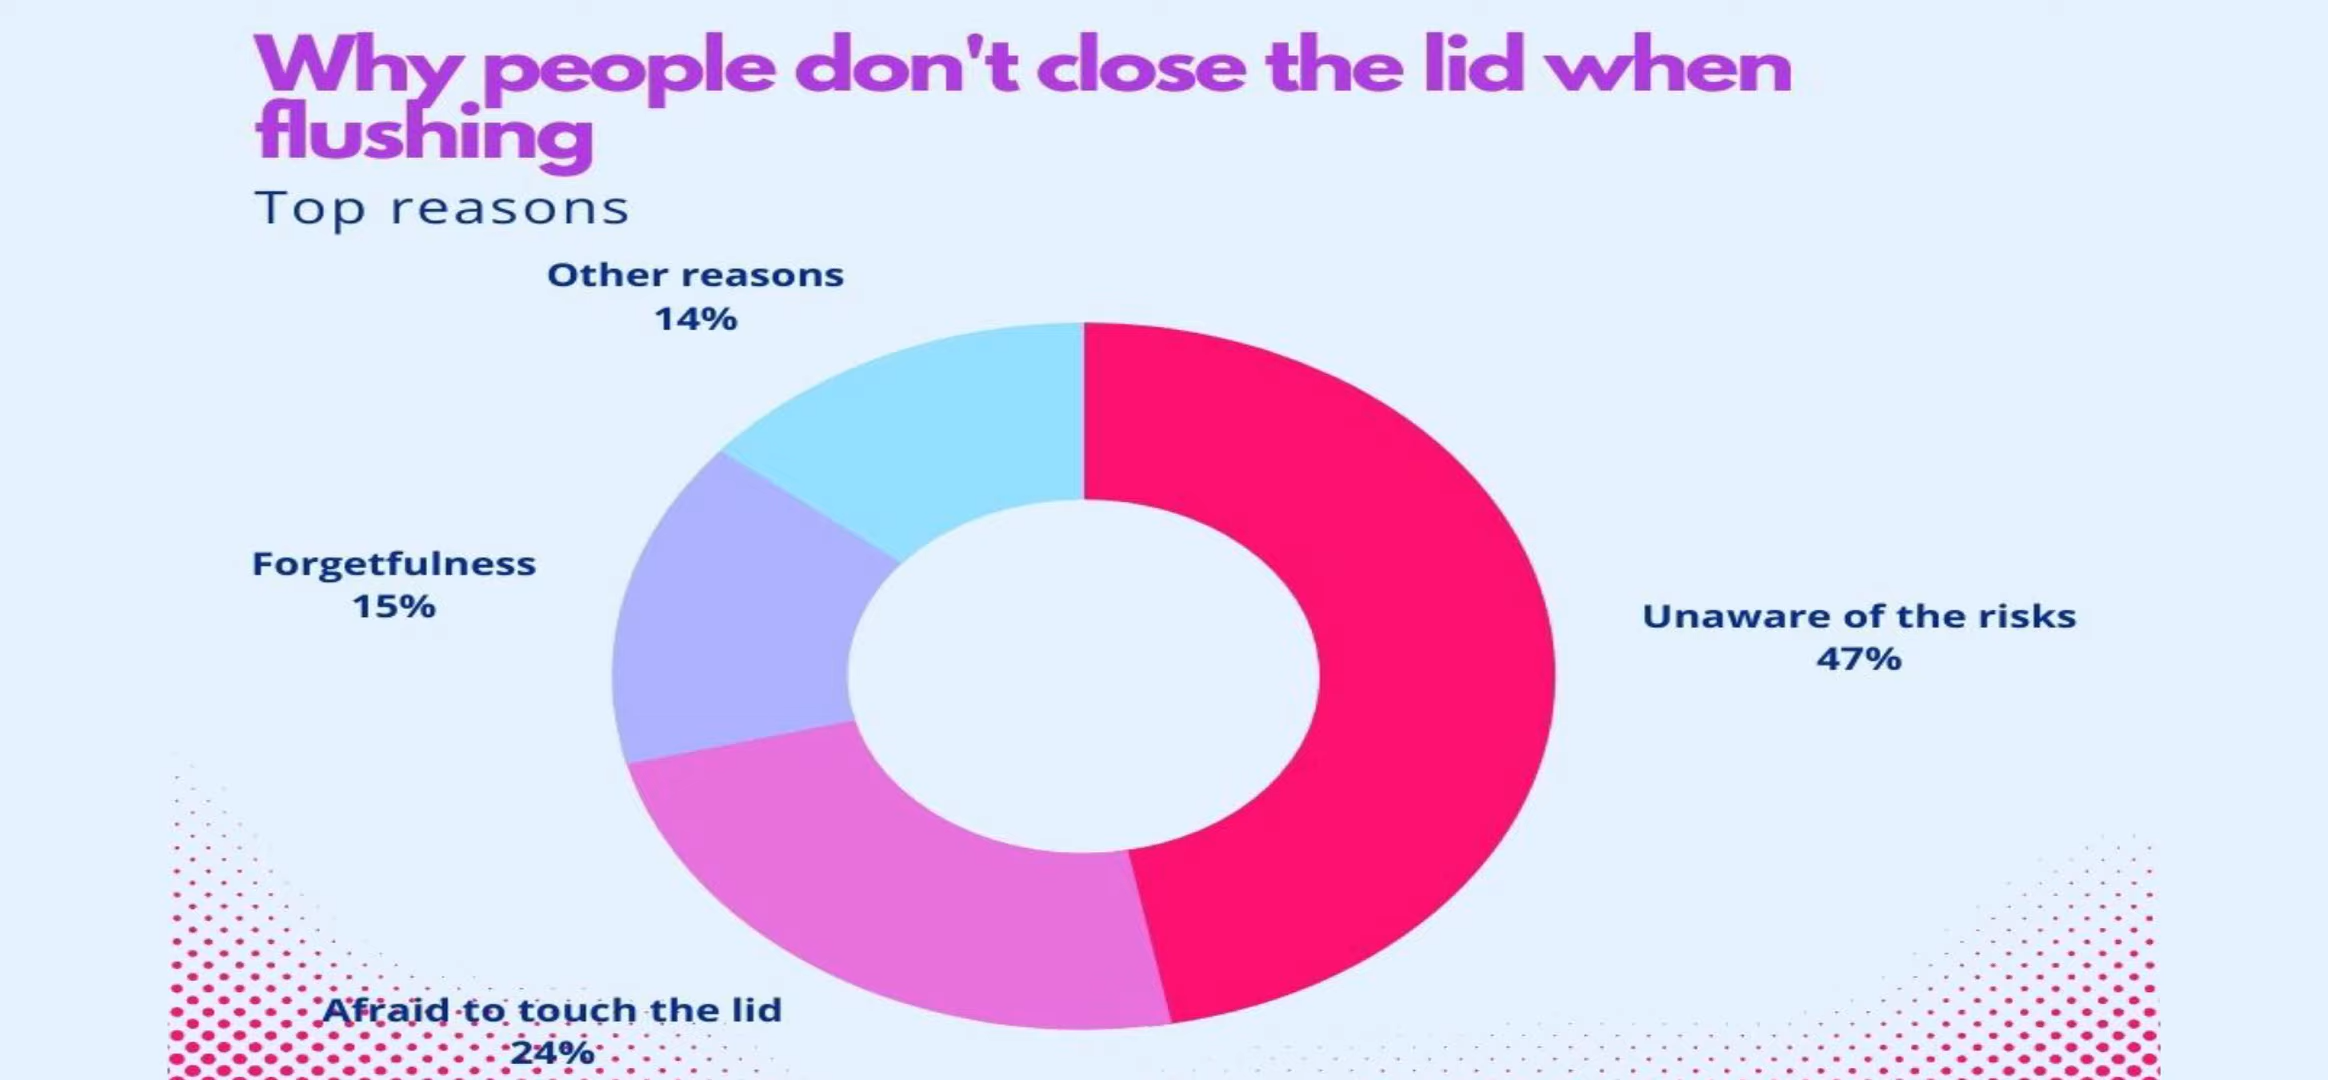 Why people don't close the lid when
flushing
Top reasons
Other reasons
14%
Forgetfulness
15%
Unaware of the risks
47%
Afraid to touch the lid
24%